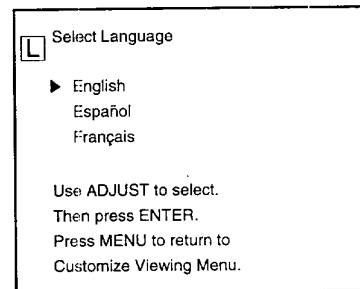 L Select Language
▶ English
Español
Français
Use ADJUST to select.
Then press ENTER.
Press MENU to return to
Customize Viewing Menu.